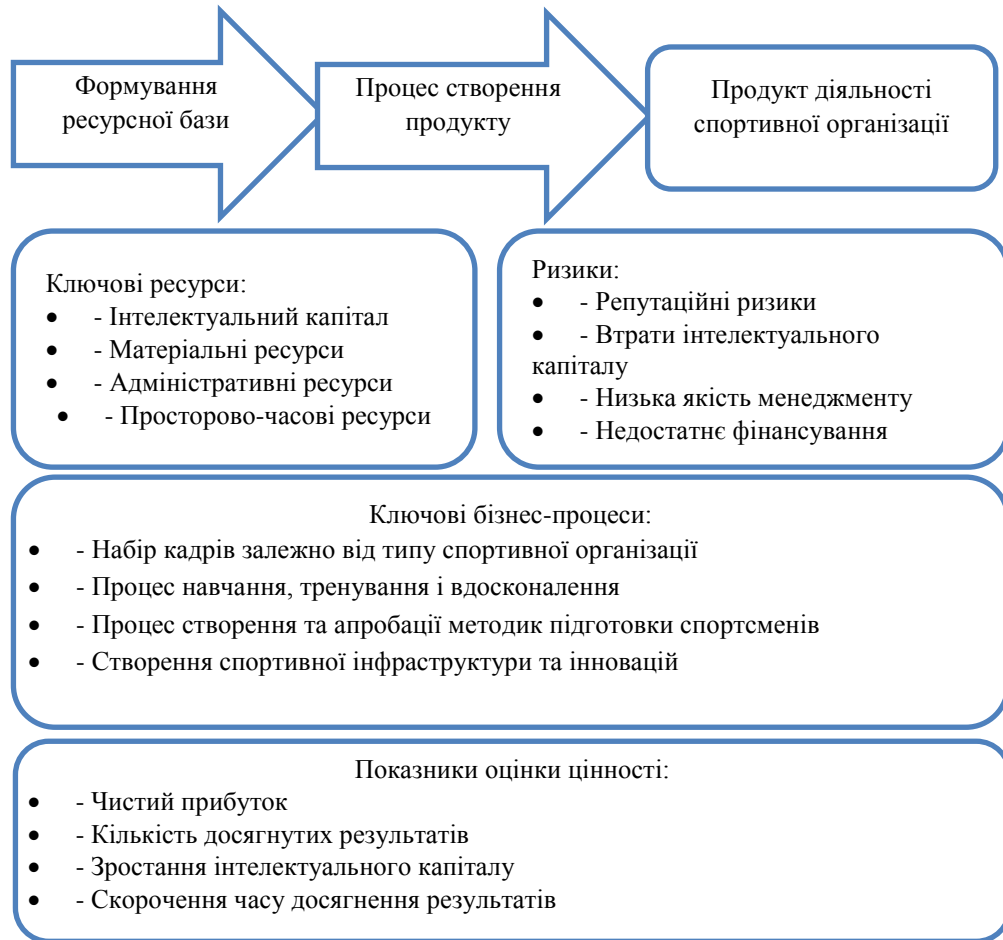 Формування
ресурсної бази
Процес створення
продукту
Продукт діяльності
спортивної організації
Ключові ресурси:
• - Інтелектуальний капітал
• - Матеріальні ресурси
• - Адміністративні ресурси
• - Просторово-часові ресурси
Ризики:
• - Репутаційні ризики
• - Втрати інтелектуального
капіталу
• - Низька якість менеджменту
• - Недостатнє фінансування
Ключові бізнес-процеси:
• - Набір кадрів залежно від типу спортивної організації
• - Процес навчання, тренування і вдосконалення
• - Процес створення та апробації методик підготовки спортсменів
• - Створення спортивної інфраструктури та інновацій
Показники оцінки цінності:
• - Чистий прибуток
• - Кількість досягнутих результатів
• - Зростання інтелектуального капіталу
• - Скорочення часу досягнення результатів